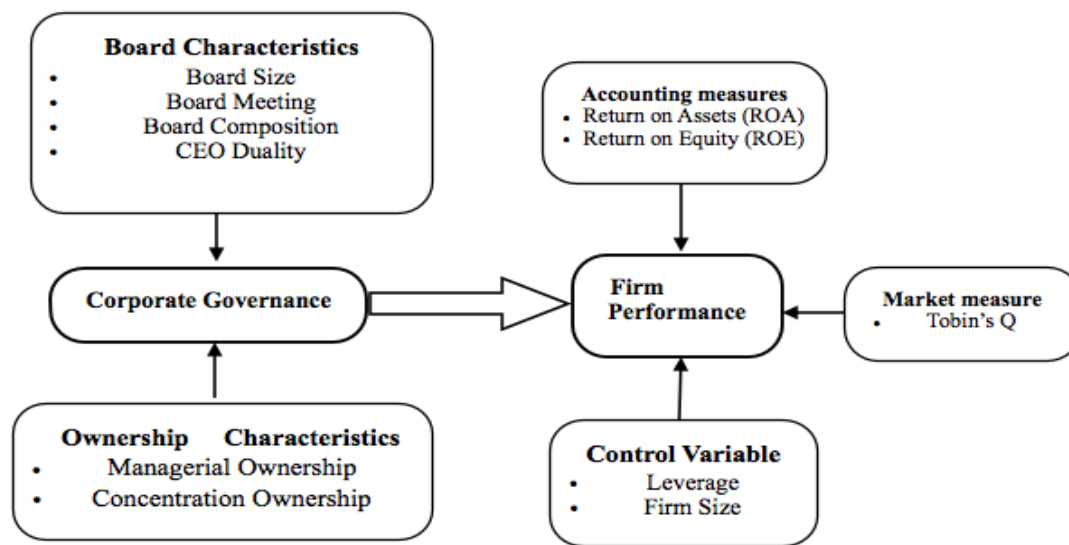 Board Characteristics
• Board Size
• Board Meeting
• Board Composition
• CEO Duality
Accounting measures
• Return on Assets (ROA)
• Return on Equity (ROE)
Corporate Governance
Firm
Performance
Market measure
• Tobin's Q
Ownership Characteristics
• Managerial Ownership
• Concentration Ownership
Control Variable
• Leverage
• Firm Size